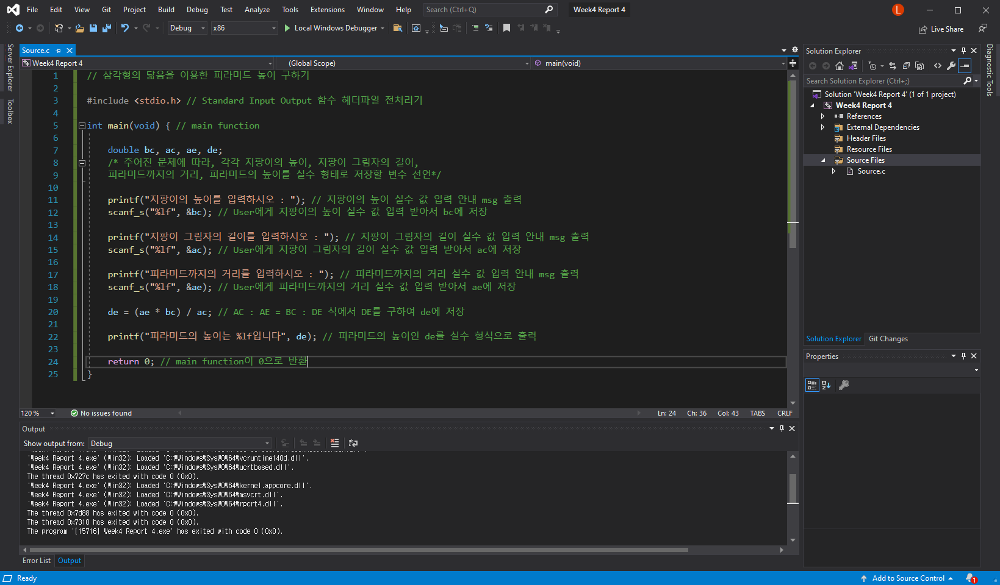 File Edit View Git Project Build Debug Test Analyze Tools Extensions Window Help Search (Ctrl+Q) Week4 Report 4 L
Debug x86 Local Windows Debugger Live Share
Server Explorer
Toolbox
Source.c
Week4 Report 4 (Global Scope) main(void)
1 // 삼각형의 닮음을 이용한 피라미드 높이 구하기
2
3 #include <stdio.h> // Standard Input Output 함수 헤더파일 전처리기
4
5 int main(void) { // main function
6
7 double bc, ac, ae, de;
8 /* 주어진 문제에 따라, 각각 지팡이의 높이, 지팡이 그림자의 길이,
9 피라미드까지의 거리, 피라미드의 높이를 실수 형태로 저장할 변수 선언*/
10
11 printf("지팡이의 높이를 입력하시오 : "); // 지팡이의 높이 실수 값 입력 안내 msg 출력
12 scanf_s("%lf", &bc); // User에게 지팡이의 높이 실수 값 입력 받아서 bc에 저장
13
14 printf("지팡이 그림자의 길이를 입력하시오 : "); // 지팡이 그림자의 길이 실수 값 입력 안내 msg 출력
15 scanf_s("%lf", &ac); // User에게 지팡이 그림자의 길이 실수 값 입력 받아서 ac에 저장
16
17 printf("피라미드까지의 거리를 입력하시오 : "); // 피라미드까지의 거리 실수 값 입력 안내 msg 출력
18 scanf_s("%lf", &ae); // User에게 피라미드까지의 거리 실수 값 입력 받아서 ae에 저장
19
20 de = (ae * bc) / ac; // AC : AE = BC : DE 식에서 DE를 구하여 de에 저장
21
22 printf("피라미드의 높이는 %lf입니다", de); // 피라미드의 높이인 de를 실수 형식으로 출력
23
24 return 0; // main function이 0으로 반환
25 }
120 % No issues found Ln: 24 Ch: 36 Col: 43 TABS CRLF
Output
Show output from: Debug
'Week4 Report 4.exe' (Win32): Loaded 'C:₩Windows₩SysWOW64₩vcruntime140d.dll'.
'Week4 Report 4.exe' (Win32): Loaded 'C:₩Windows₩SysWOW64₩ucrtbased.dll'.
The thread 0x727c has exited with code 0 (0x0).
'Week4 Report 4.exe' (Win32): Loaded 'C:₩Windows₩SysWOW64₩kernel.appcore.dll'.
'Week4 Report 4.exe' (Win32): Loaded 'C:₩Windows₩SysWOW64₩msvcrt.dll'.
'Week4 Report 4.exe' (Win32): Loaded 'C:₩Windows₩SysWOW64₩rpcrt4.dll'.
The thread 0x7d88 has exited with code 0 (0x0).
The thread 0x7310 has exited with code 0 (0x0).
The program '[15716] Week4 Report 4.exe' has exited with code 0 (0x0).
Error List Output
Solution Explorer
Search Solution Explorer (Ctrl+;)
Solution 'Week4 Report 4' (1 of 1 project)
Week4 Report 4
References
External Dependencies
Header Files
Resource Files
Source Files
Source.c
Solution Explorer Git Changes
Properties
Diagnostic Tools
Ready Add to Source Control 1